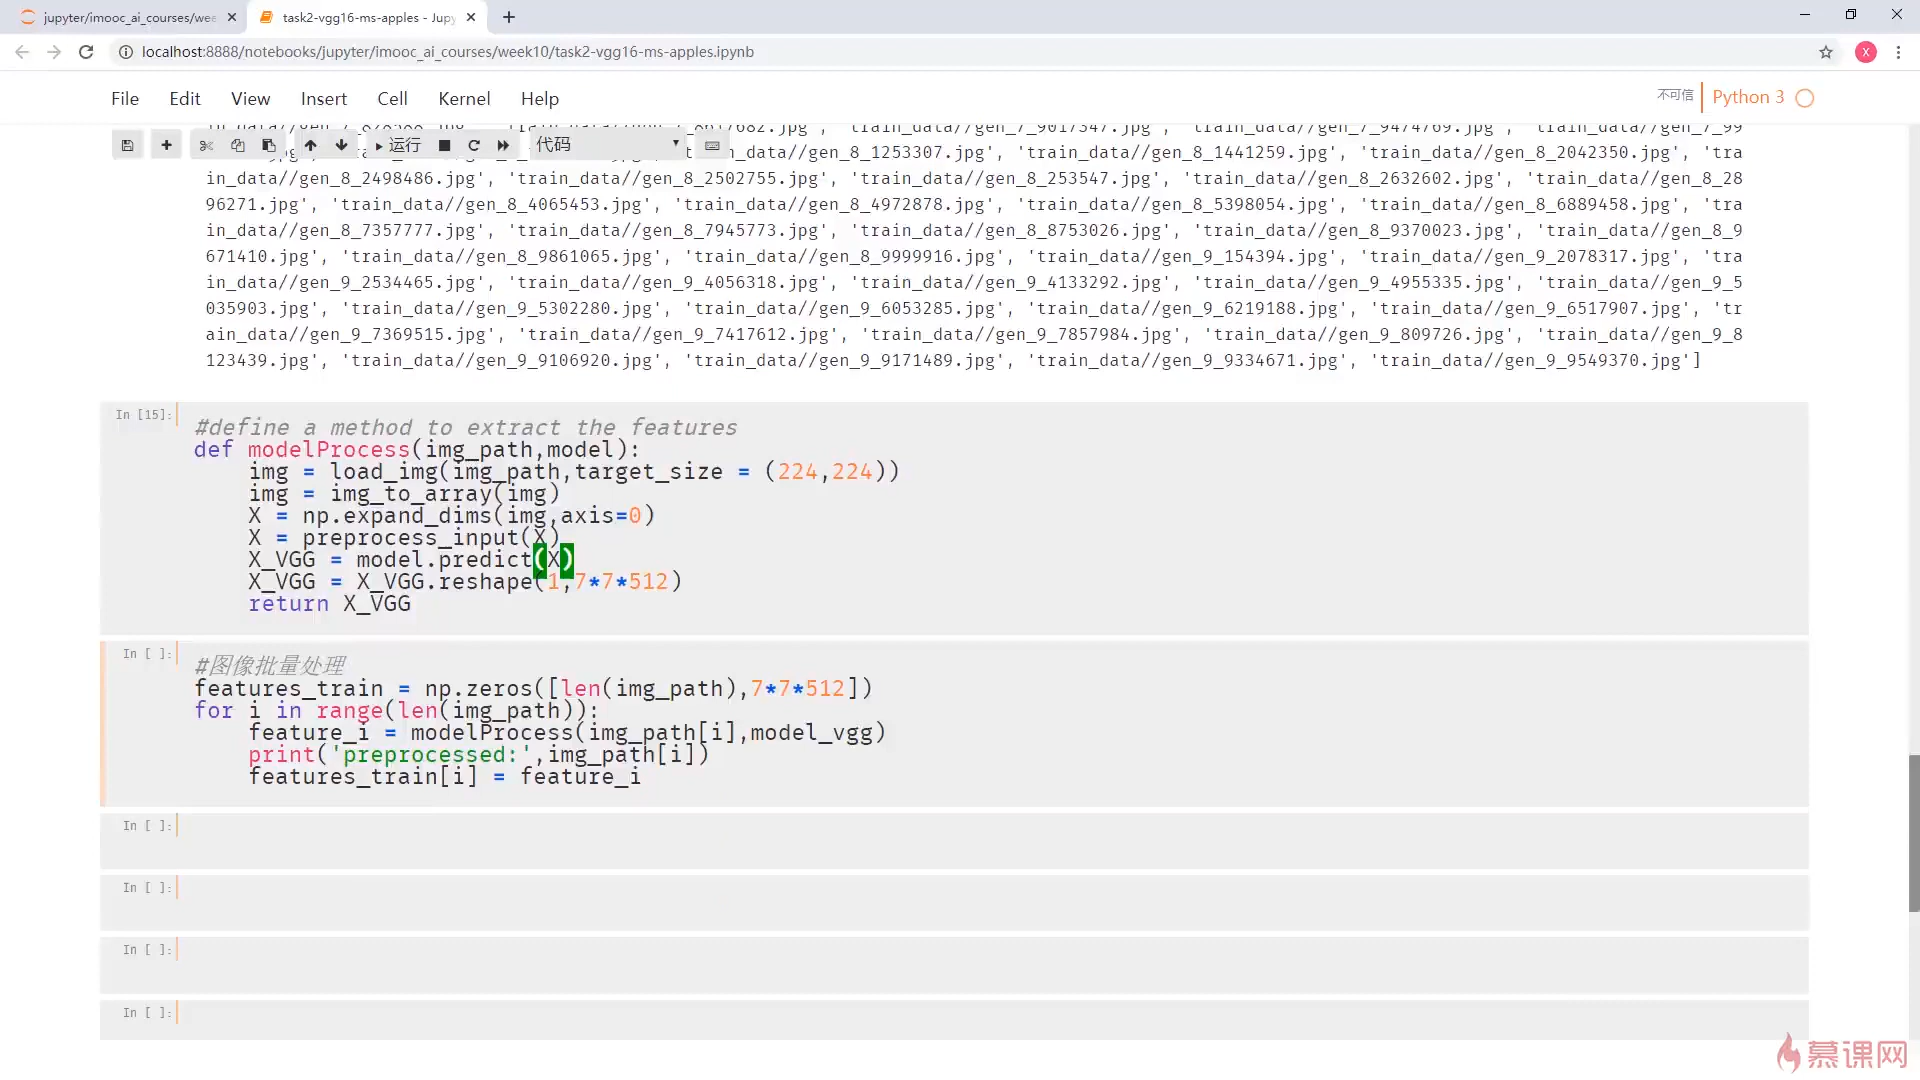 jupyter/imooc_ai_courses/wee
task2-vgg16-ms-apples - Jupy
localhost:8888/notebooks/jupyter/imooc_ai_courses/week10/task2-vgg16-ms-apples.ipynb
X
File Edit View Insert Cell Kernel Help
不可信 Python 3
运行 代码
'train_data//gen_7_9017347.jpg', 'train_data//gen_7_9474769.jpg', 'train_data//gen_7_99
_data//gen_8_1253307.jpg', 'train_data//gen_8_1441259.jpg', 'train_data//gen_8_2042350.jpg', 'tra
in_data//gen_8_2498486.jpg', 'train_data//gen_8_2502755.jpg', 'train_data//gen_8_253547.jpg', 'train_data//gen_8_2632602.jpg', 'train_data//gen_8_28
96271.jpg', 'train_data//gen_8_4065453.jpg', 'train_data//gen_8_4972878.jpg', 'train_data//gen_8_5398054.jpg', 'train_data//gen_8_6889458.jpg', 'tra
in_data//gen_8_7357777.jpg', 'train_data//gen_8_7945773.jpg', 'train_data//gen_8_8753026.jpg', 'train_data//gen_8_9370023.jpg', 'train_data//gen_8_9
671410.jpg', 'train_data//gen_8_9861065.jpg', 'train_data//gen_8_9999916.jpg', 'train_data//gen_9_154394.jpg', 'train_data//gen_9_2078317.jpg', 'tra
in_data//gen_9_2534465.jpg', 'train_data//gen_9_4056318.jpg', 'train_data//gen_9_4133292.jpg', 'train_data//gen_9_4955335.jpg', 'train_data//gen_9_5
035903.jpg', 'train_data//gen_9_5302280.jpg', 'train_data//gen_9_6053285.jpg', 'train_data//gen_9_6219188.jpg', 'train_data//gen_9_6517907.jpg', 'tr
ain_data//gen_9_7369515.jpg', 'train_data//gen_9_7417612.jpg', 'train_data//gen_9_7857984.jpg', 'train_data//gen_9_809726.jpg', 'train_data//gen_9_8
123439.jpg', 'train_data//gen_9_9106920.jpg', 'train_data//gen_9_9171489.jpg', 'train_data//gen_9_9334671.jpg', 'train_data//gen_9_9549370.jpg']
In [15]:
#define a method to extract the features
def modelProcess(img_path,model):
    img = load_img(img_path,target_size = (224,224))
    img = img_to_array(img)
    X = np.expand_dims(img,axis=0)
    X = preprocess_input(X)
    X_VGG = model.predict(X)
    X_VGG = X_VGG.reshape(1,7*7*512)
    return X_VGG
In [ ]:
#图像批量处理
features_train = np.zeros([len(img_path),7*7*512])
for i in range(len(img_path)):
    feature_i = modelProcess(img_path[i],model_vgg)
    print('preprocessed:',img_path[i])
    features_train[i] = feature_i
In [ ]:
In [ ]:
In [ ]:
In [ ]:
慕课网